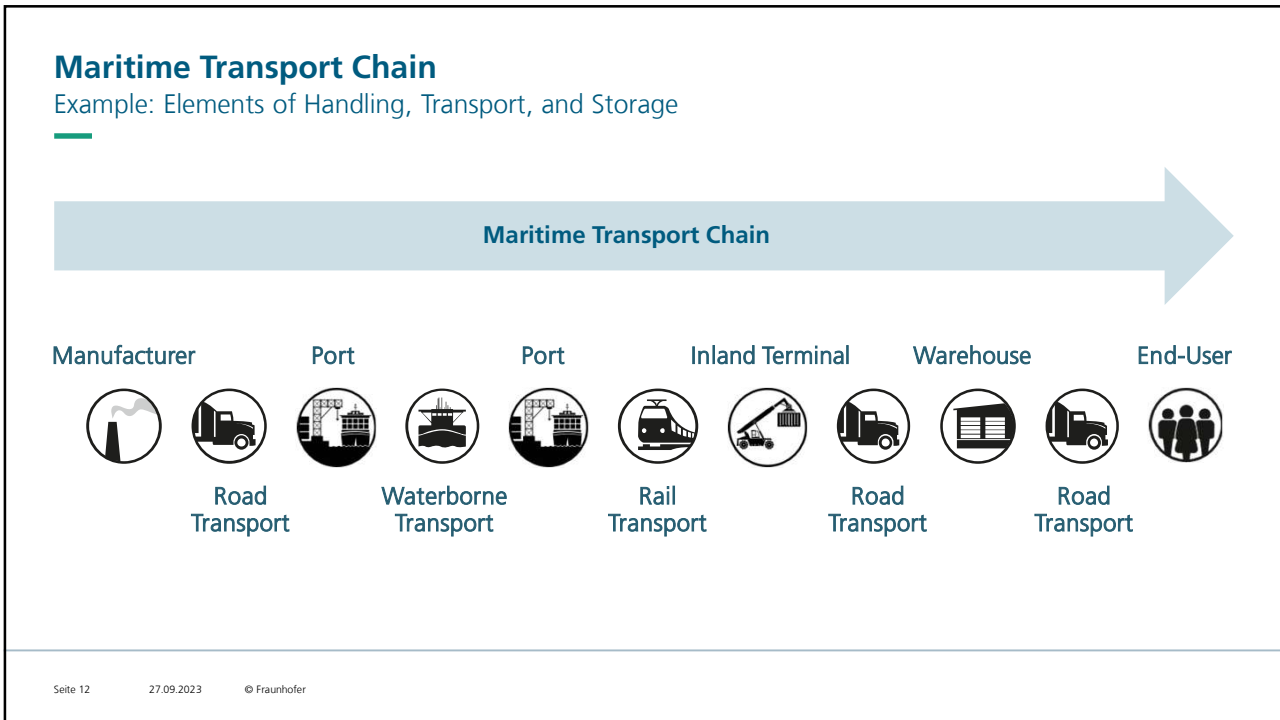 Maritime Transport Chain
Example: Elements of Handling, Transport, and Storage
Maritime Transport Chain
Manufacturer
Port
Port
Inland Terminal
Warehouse
End-User
Road
Transport
Waterborne
Transport
Rail
Transport
Road
Transport
Road
Transport
Seite 12
27.09.2023
© Fraunhofer